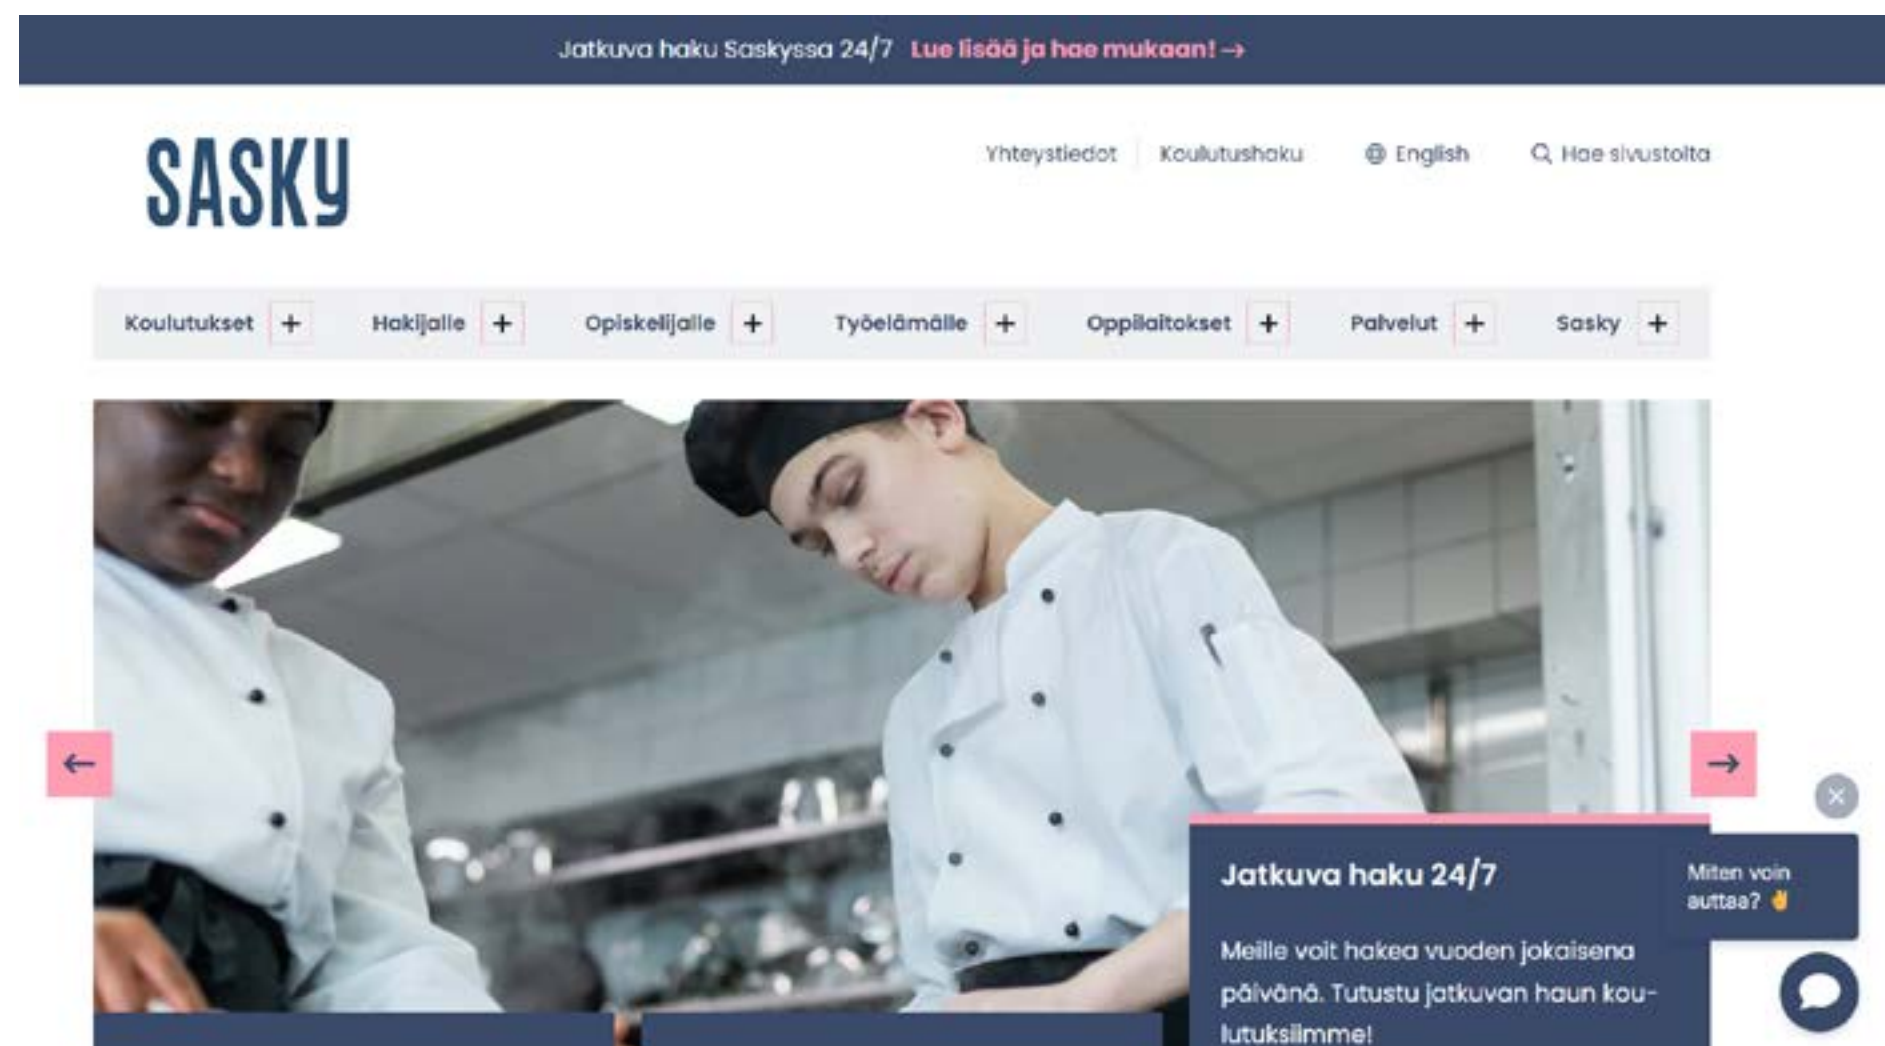 Jatkuva haku Saskyssa 24/7 Lue lisää ja hae mukaan! →
SASKY
Yhteystiedot Koulutushaku English Hae sivustolta
Koulutukset + Hakijalle + Opiskelijalle + Työelämälle + Oppilaitokset + Palvelut + Sasky +
Jatkuva haku 24/7
Meille voit hakea vuoden jokaisena
päivänä. Tutustu jatkuvan haun kou-
lutuksiimme!
Miten voin
auttaa? ✌